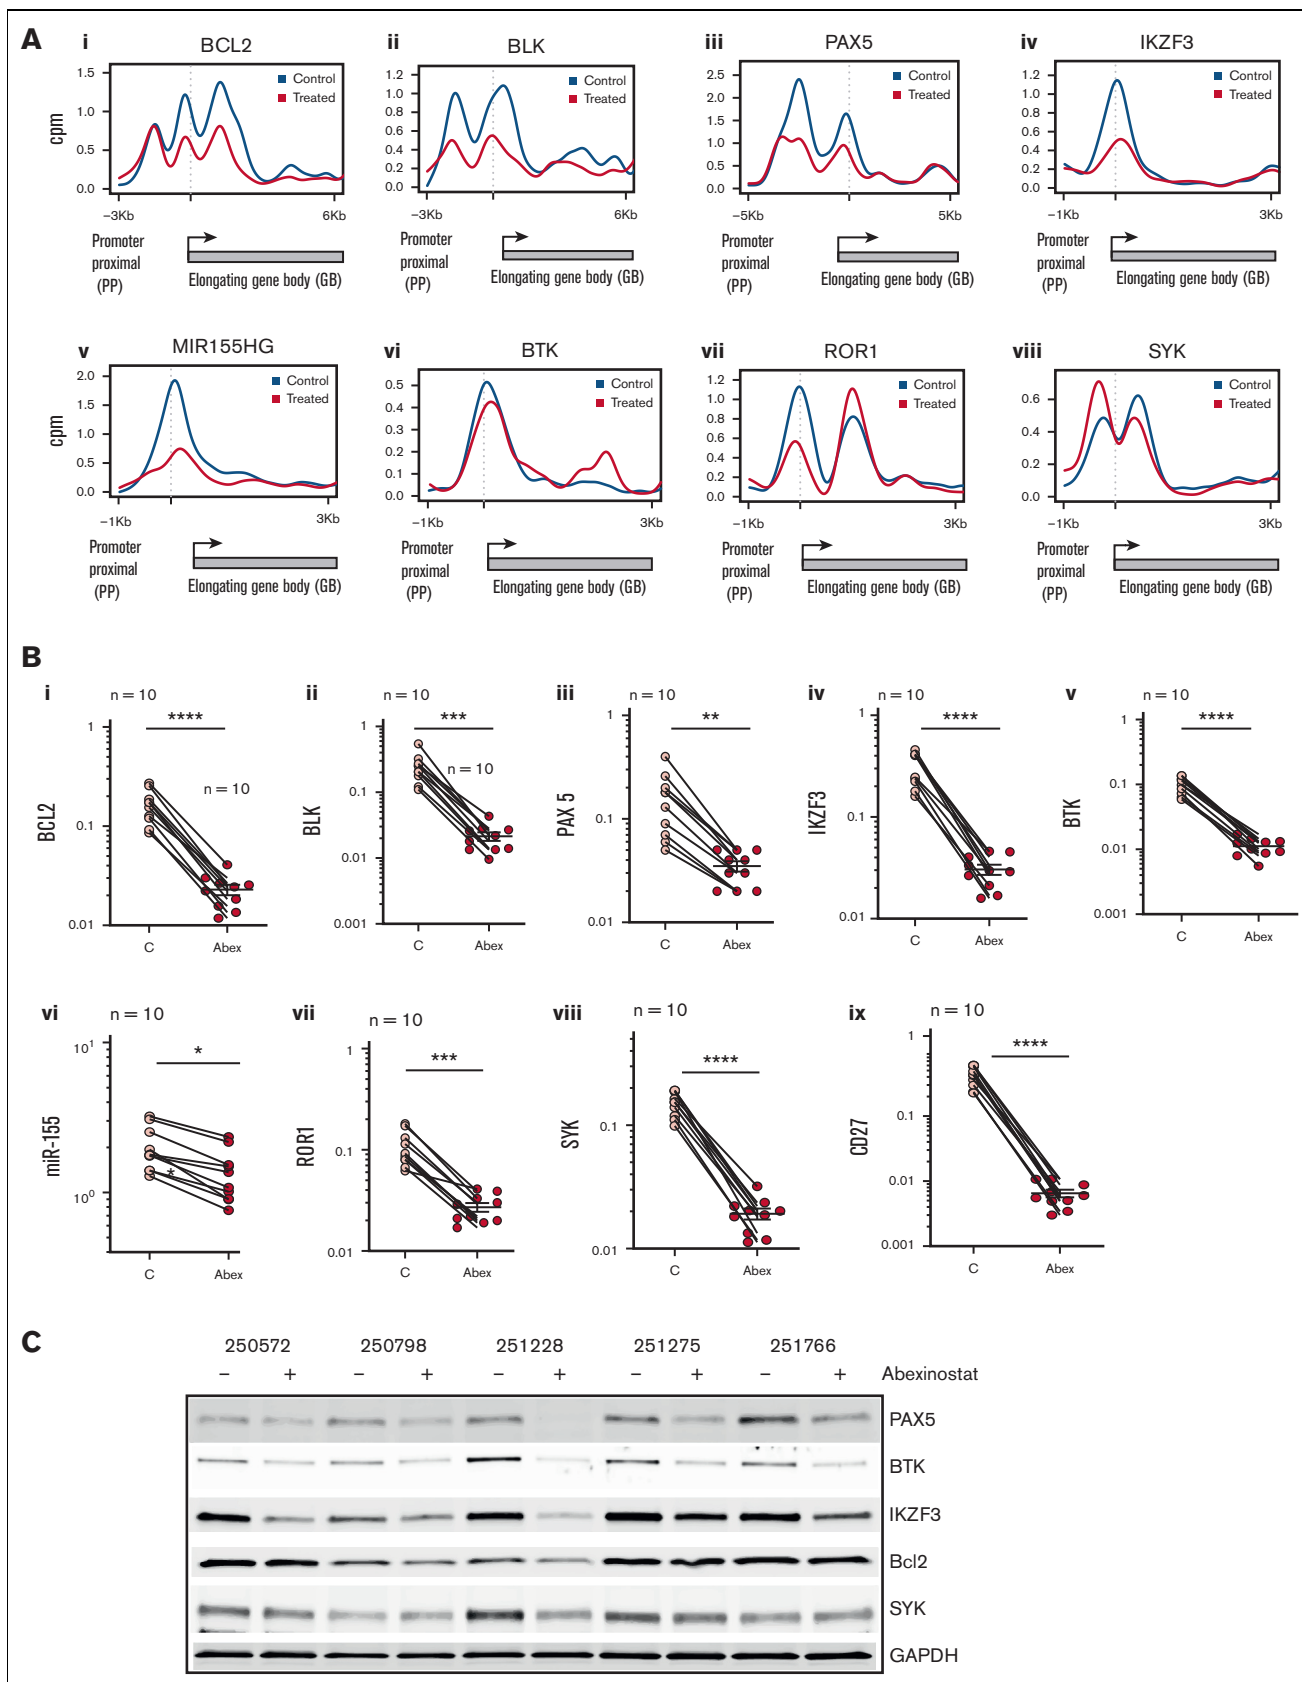 A
i
BCL2
cpm
1.5
1.0
0.5
0.0
Control
Treated
−3Kb
6Kb
Promoter
proximal
(PP)
Elongating gene body (GB)
ii
BLK
1.2
1.0
0.8
0.6
0.4
0.2
0.0
Control
Treated
−3Kb
6Kb
Promoter
proximal
(PP)
Elongating gene body (GB)
iii
PAX5
2.5
2.0
1.5
1.0
0.5
0.0
Control
Treated
−5Kb
5Kb
Promoter
proximal
(PP)
Elongating gene body (GB)
iv
IKZF3
1.2
1.0
0.8
0.6
0.4
0.2
0.0
Control
Treated
−1Kb
3Kb
Promoter
proximal
(PP)
Elongating gene body (GB)
v
MIR155HG
cpm
2.0
1.5
1.0
0.5
0.0
Control
Treated
−1Kb
3Kb
Promoter
proximal
(PP)
Elongating gene body (GB)
vi
BTK
0.5
0.4
0.3
0.2
0.1
0.0
Control
Treated
−1Kb
3Kb
Promoter
proximal
(PP)
Elongating gene body (GB)
vii
ROR1
1.2
1.0
0.8
0.6
0.4
0.2
0.0
Control
Treated
−1Kb
3Kb
Promoter
proximal
(PP)
Elongating gene body (GB)
viii
SYK
0.6
0.4
0.2
0.0
Control
Treated
−1Kb
3Kb
Promoter
proximal
(PP)
Elongating gene body (GB)
B
i
n = 10
****
n = 10
BCL2
1
0.1
0.01
C Abex
ii
n = 10
***
n = 10
BLK
1
0.1
0.01
0.001
C Abex
iii
n = 10
**
PAX 5
1
0.1
0.01
C Abex
iv
n = 10
****
IKZF3
1
0.1
0.01
C Abex
v
n = 10
****
BTK
1
0.1
0.01
0.001
C Abex
vi
n = 10
*
*
miR-155
10¹
10⁰
C Abex
vii
n = 10
***
ROR1
1
0.1
0.01
C Abex
viii
n = 10
****
SYK
0.1
0.01
C Abex
ix
n = 10
****
CD27
1
0.1
0.01
0.001
C Abex
C
250572 250798 251228 251275 251766
− + − + − + − + − + Abexinostat
PAX5
BTK
IKZF3
Bcl2
SYK
GAPDH